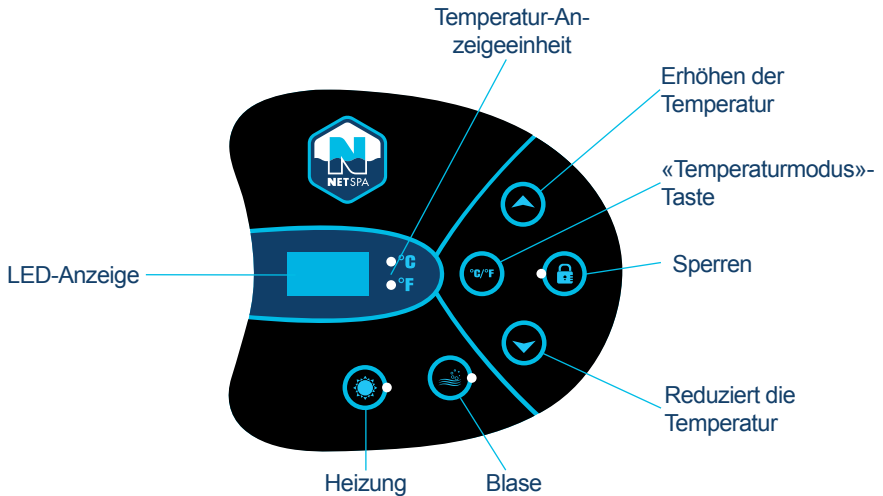 Temperatur-An-
zeigeeinheit
Erhöhen der
Temperatur
«Temperaturmodus»-
Taste
NETSPA
°C
°F
°C/°F
LED-Anzeige
Sperren
Reduziert die
Temperatur
Heizung
Blase